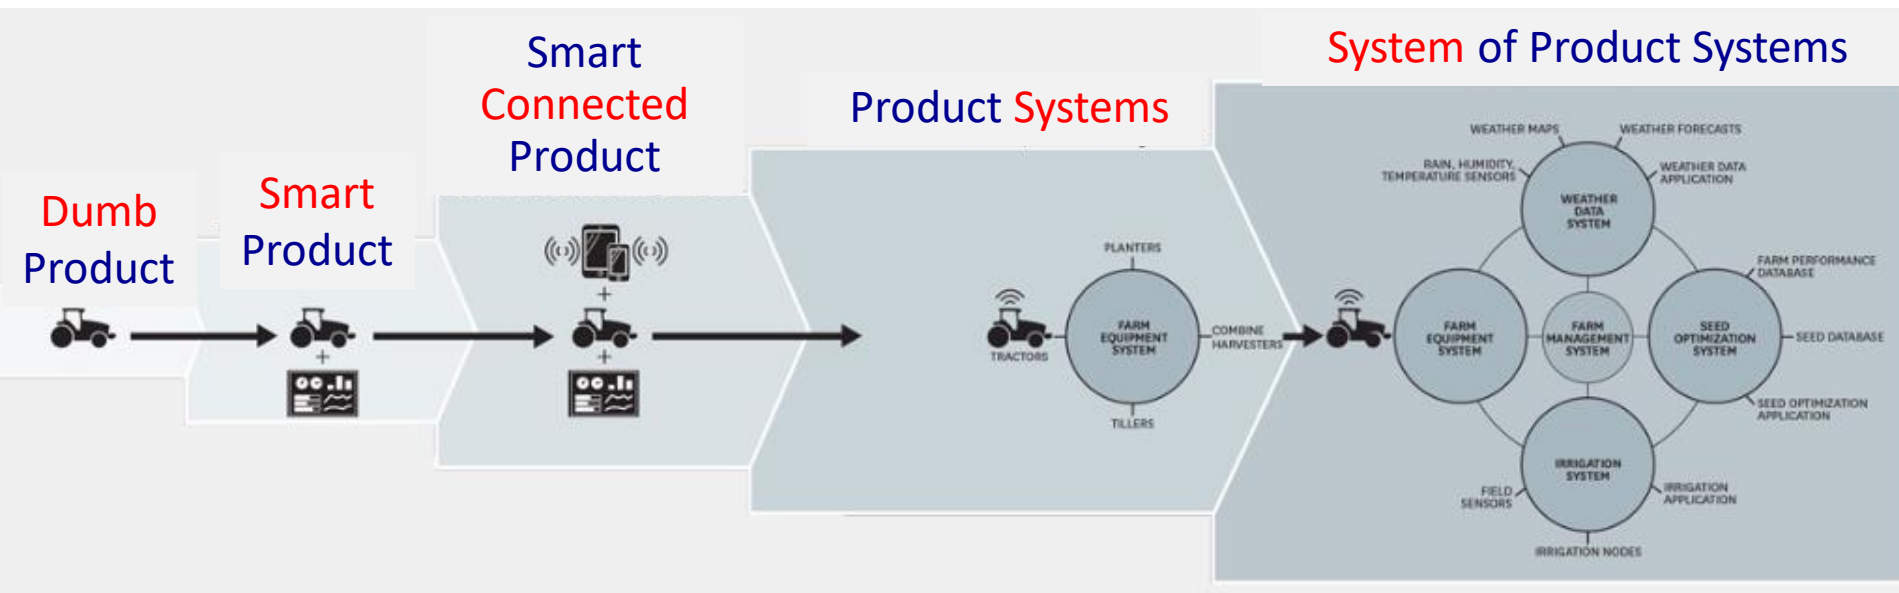 Dumb
Product
Smart
Product
Smart
Connected
Product
Product Systems
PLANTERS
TRACTORS
FARM
EQUIPMENT
SYSTEM
COMBINE
HARVESTERS
TILLERS
System of Product Systems
WEATHER MAPS
WEATHER FORECASTS
RAIN, HUMIDITY,
TEMPERATURE SENSORS
WEATHER DATA
APPLICATION
WEATHER
DATA
SYSTEM
FARM PERFORMANCE
DATABASE
FARM
EQUIPMENT
SYSTEM
FARM
MANAGEMENT
SYSTEM
SEED
OPTIMIZATION
SYSTEM
SEED DATABASE
SEED OPTIMIZATION
APPLICATION
IRRIGATION
SYSTEM
FIELD
SENSORS
IRRIGATION
APPLICATION
IRRIGATION NODES